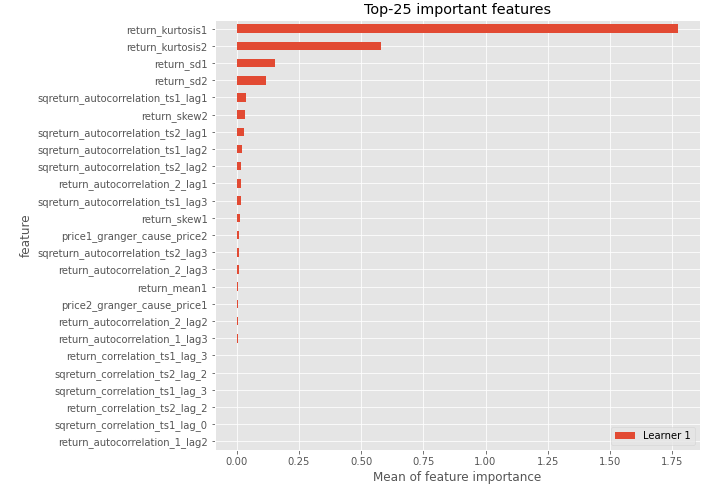 Top-25 important features
return_kurtosis1
return_kurtosis2
return_sd1
return_sd2
sqreturn_autocorrelation_ts1_lag1
return_skew2
sqreturn_autocorrelation_ts2_lag1
sqreturn_autocorrelation_ts1_lag2
sqreturn_autocorrelation_ts2_lag2
return_autocorrelation_2_lag1
sqreturn_autocorrelation_ts1_lag3
return_skew1
price1_granger_cause_price2
sqreturn_autocorrelation_ts2_lag3
return_autocorrelation_2_lag3
return_mean1
price2_granger_cause_price1
return_autocorrelation_2_lag2
return_autocorrelation_1_lag3
return_correlation_ts1_lag_3
sqreturn_correlation_ts2_lag_2
sqreturn_correlation_ts1_lag_3
return_correlation_ts2_lag_2
sqreturn_correlation_ts1_lag_0
return_autocorrelation_1_lag2
feature
Learner 1
0.00 0.25 0.50 0.75 1.00 1.25 1.50 1.75
Mean of feature importance